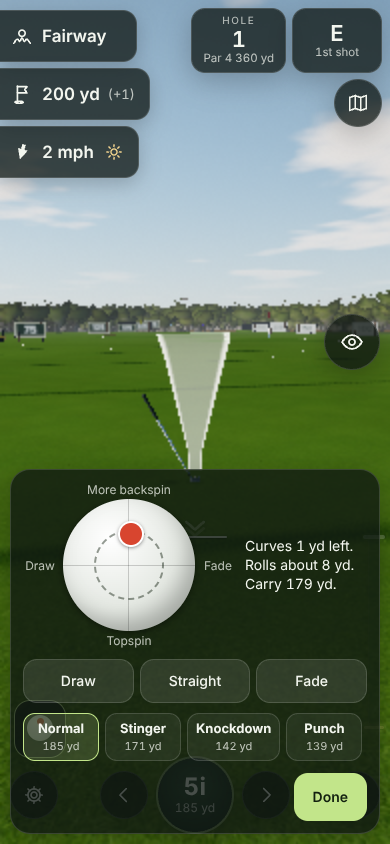 Fairway
HOLE
1
Par 4 360 yd
E
1st shot
200 yd (+1)
2 mph
75
More backspin
Draw
Fade
Curves 1 yd left.
Rolls about 8 yd.
Carry 179 yd.
Topspin
Draw
Straight
Fade
Normal
185 yd
Stinger
171 yd
Knockdown
142 yd
Punch
139 yd
5i
185 yd
Done